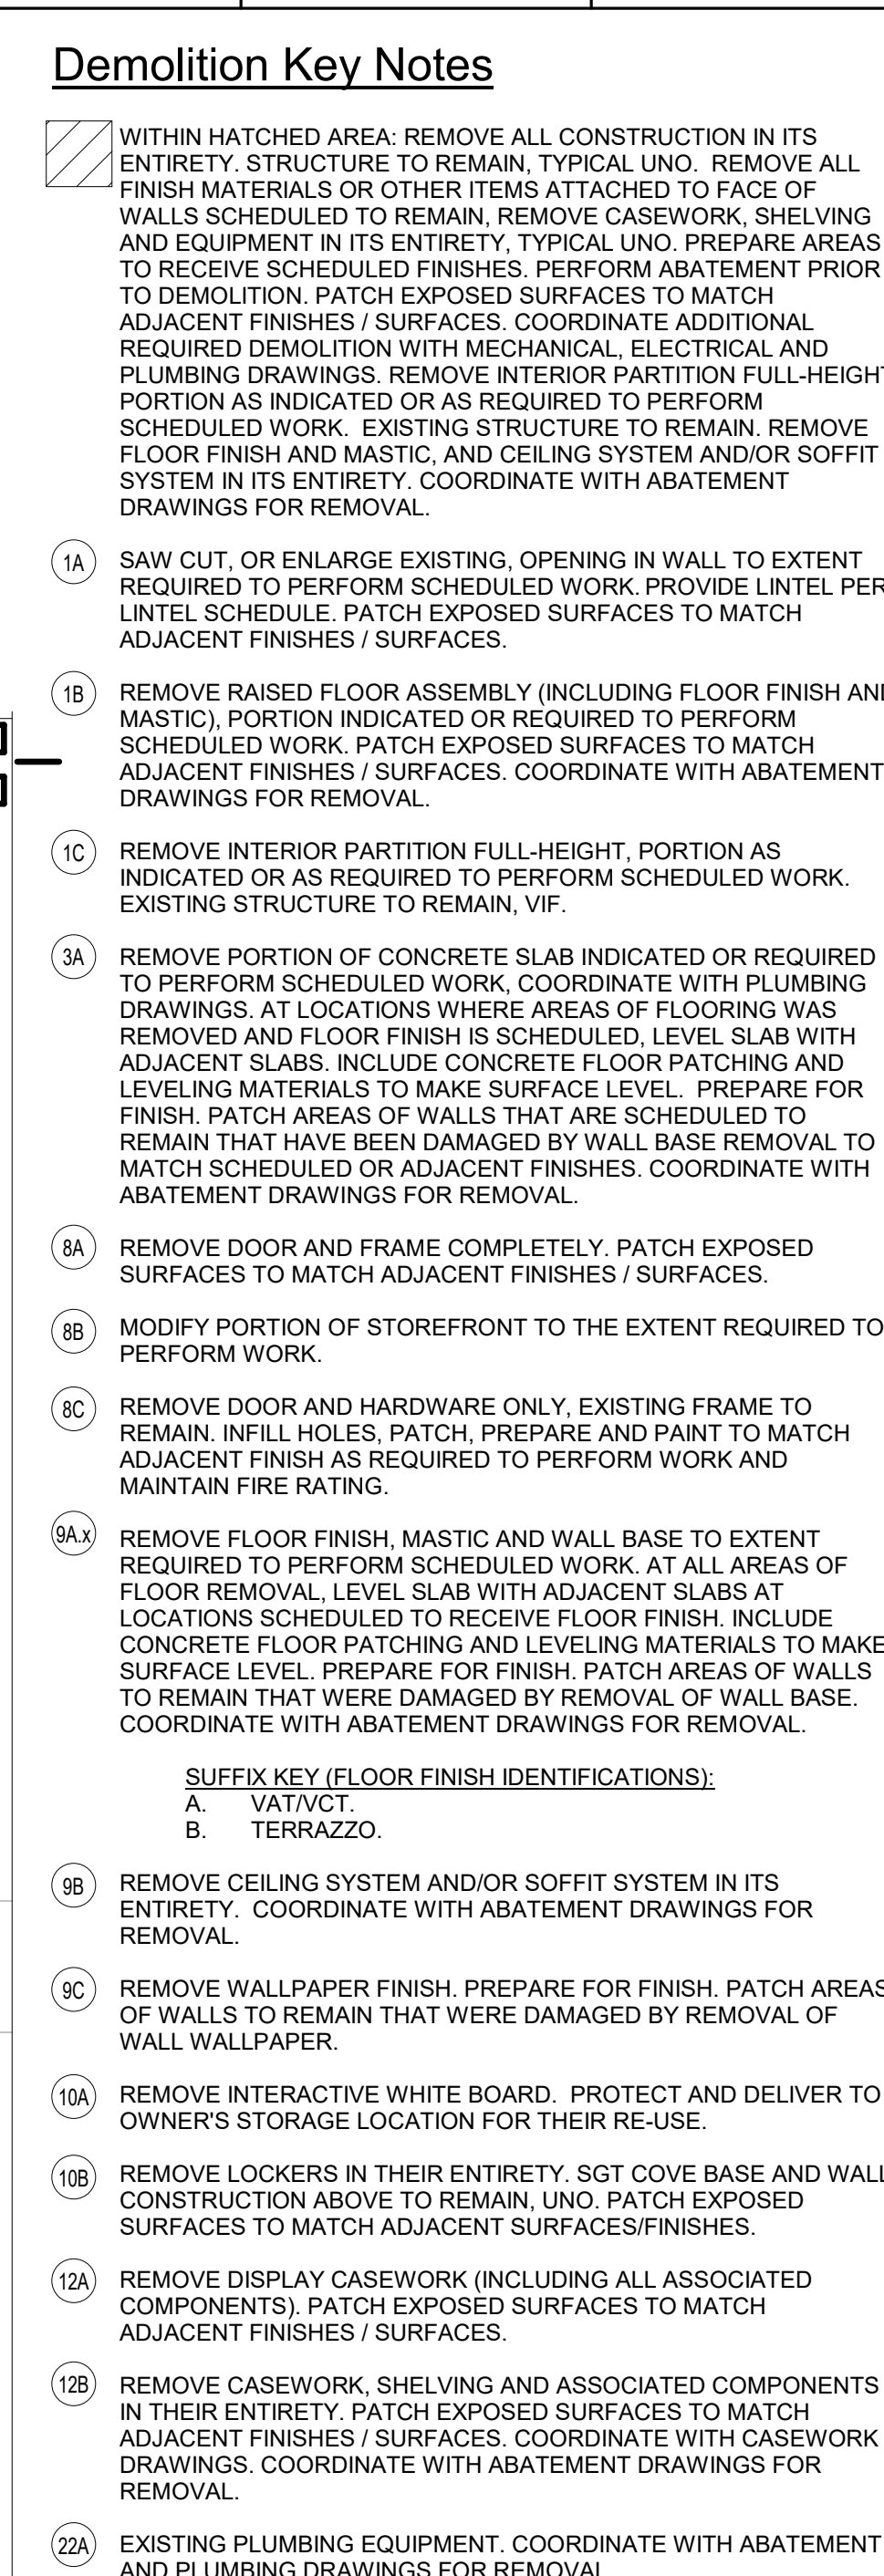 Demolition Key Notes
WITHIN HATCHED AREA: REMOVE ALL CONSTRUCTION IN ITS
ENTIRETY. STRUCTURE TO REMAIN, TYPICAL UNO. REMOVE ALL
FINISH MATERIALS OR OTHER ITEMS ATTACHED TO FACE OF
WALLS SCHEDULED TO REMAIN, REMOVE CASEWORK, SHELVING
AND EQUIPMENT IN ITS ENTIRETY, TYPICAL UNO. PREPARE AREAS
TO RECEIVE SCHEDULED FINISHES. PERFORM ABATEMENT PRIOR
TO DEMOLITION. PATCH EXPOSED SURFACES TO MATCH
ADJACENT FINISHES / SURFACES. COORDINATE ADDITIONAL
REQUIRED DEMOLITION WITH MECHANICAL, ELECTRICAL AND
PLUMBING DRAWINGS. REMOVE INTERIOR PARTITION FULL-HEIGHT
PORTION AS INDICATED OR AS REQUIRED TO PERFORM
SCHEDULED WORK. EXISTING STRUCTURE TO REMAIN. REMOVE
FLOOR FINISH AND MASTIC, AND CEILING SYSTEM AND/OR SOFFIT
SYSTEM IN ITS ENTIRETY. COORDINATE WITH ABATEMENT
DRAWINGS FOR REMOVAL.
1A SAW CUT, OR ENLARGE EXISTING, OPENING IN WALL TO EXTENT
REQUIRED TO PERFORM SCHEDULED WORK. PROVIDE LINTEL PER
LINTEL SCHEDULE. PATCH EXPOSED SURFACES TO MATCH
ADJACENT FINISHES / SURFACES.
1B REMOVE RAISED FLOOR ASSEMBLY (INCLUDING FLOOR FINISH AND
MASTIC), PORTION INDICATED OR REQUIRED TO PERFORM
SCHEDULED WORK. PATCH EXPOSED SURFACES TO MATCH
ADJACENT FINISHES / SURFACES. COORDINATE WITH ABATEMENT
DRAWINGS FOR REMOVAL.
1C REMOVE INTERIOR PARTITION FULL-HEIGHT, PORTION AS
INDICATED OR AS REQUIRED TO PERFORM SCHEDULED WORK.
EXISTING STRUCTURE TO REMAIN, VIF.
3A REMOVE PORTION OF CONCRETE SLAB INDICATED OR REQUIRED
TO PERFORM SCHEDULED WORK, COORDINATE WITH PLUMBING
DRAWINGS. AT LOCATIONS WHERE AREAS OF FLOORING WAS
REMOVED AND FLOOR FINISH IS SCHEDULED, LEVEL SLAB WITH
ADJACENT SLABS. INCLUDE CONCRETE FLOOR PATCHING AND
LEVELING MATERIALS TO MAKE SURFACE LEVEL. PREPARE FOR
FINISH. PATCH AREAS OF WALLS THAT ARE SCHEDULED TO
REMAIN THAT HAVE BEEN DAMAGED BY WALL BASE REMOVAL TO
MATCH SCHEDULED OR ADJACENT FINISHES. COORDINATE WITH
ABATEMENT DRAWINGS FOR REMOVAL.
8A REMOVE DOOR AND FRAME COMPLETELY. PATCH EXPOSED
SURFACES TO MATCH ADJACENT FINISHES / SURFACES.
8B MODIFY PORTION OF STOREFRONT TO THE EXTENT REQUIRED TO
PERFORM WORK.
8C REMOVE DOOR AND HARDWARE ONLY, EXISTING FRAME TO
REMAIN. INFILL HOLES, PATCH, PREPARE AND PAINT TO MATCH
ADJACENT FINISH AS REQUIRED TO PERFORM WORK AND
MAINTAIN FIRE RATING.
9A.x REMOVE FLOOR FINISH, MASTIC AND WALL BASE TO EXTENT
REQUIRED TO PERFORM SCHEDULED WORK. AT ALL AREAS OF
FLOOR REMOVAL, LEVEL SLAB WITH ADJACENT SLABS AT
LOCATIONS SCHEDULED TO RECEIVE FLOOR FINISH. INCLUDE
CONCRETE FLOOR PATCHING AND LEVELING MATERIALS TO MAKE
SURFACE LEVEL. PREPARE FOR FINISH. PATCH AREAS OF WALLS
TO REMAIN THAT WERE DAMAGED BY REMOVAL OF WALL BASE.
COORDINATE WITH ABATEMENT DRAWINGS FOR REMOVAL.
SUFFIX KEY (FLOOR FINISH IDENTIFICATIONS):
A. VAT/VCT.
B. TERRAZZO.
9B REMOVE CEILING SYSTEM AND/OR SOFFIT SYSTEM IN ITS
ENTIRETY. COORDINATE WITH ABATEMENT DRAWINGS FOR
REMOVAL.
9C REMOVE WALLPAPER FINISH. PREPARE FOR FINISH. PATCH AREAS
OF WALLS TO REMAIN THAT WERE DAMAGED BY REMOVAL OF
WALL WALLPAPER.
10A REMOVE INTERACTIVE WHITE BOARD. PROTECT AND DELIVER TO
OWNER'S STORAGE LOCATION FOR THEIR RE-USE.
10B REMOVE LOCKERS IN THEIR ENTIRETY. SGT COVE BASE AND WALL
CONSTRUCTION ABOVE TO REMAIN, UNO. PATCH EXPOSED
SURFACES TO MATCH ADJACENT SURFACES/FINISHES.
12A REMOVE DISPLAY CASEWORK (INCLUDING ALL ASSOCIATED
COMPONENTS). PATCH EXPOSED SURFACES TO MATCH
ADJACENT FINISHES / SURFACES.
12B REMOVE CASEWORK, SHELVING AND ASSOCIATED COMPONENTS
IN THEIR ENTIRETY. PATCH EXPOSED SURFACES TO MATCH
ADJACENT FINISHES / SURFACES. COORDINATE WITH CASEWORK
DRAWINGS. COORDINATE WITH ABATEMENT DRAWINGS FOR
REMOVAL.
22A EXISTING PLUMBING EQUIPMENT. COORDINATE WITH ABATEMENT
AND PLUMBING DRAWINGS FOR REMOVAL